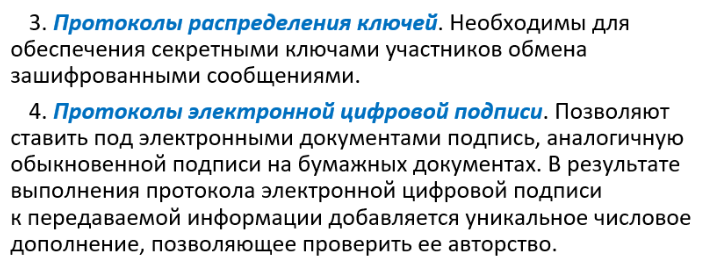 3. Протоколы распределения ключей. Необходимы для
обеспечения секретными ключами участников обмена
зашифрованными сообщениями.
4. Протоколы электронной цифровой подписи. Позволяют
ставить под электронными документами подпись, аналогичную
обыкновенной подписи на бумажных документах. В результате
выполнения протокола электронной цифровой подписи
к передаваемой информации добавляется уникальное числовое
дополнение, позволяющее проверить ее авторство.